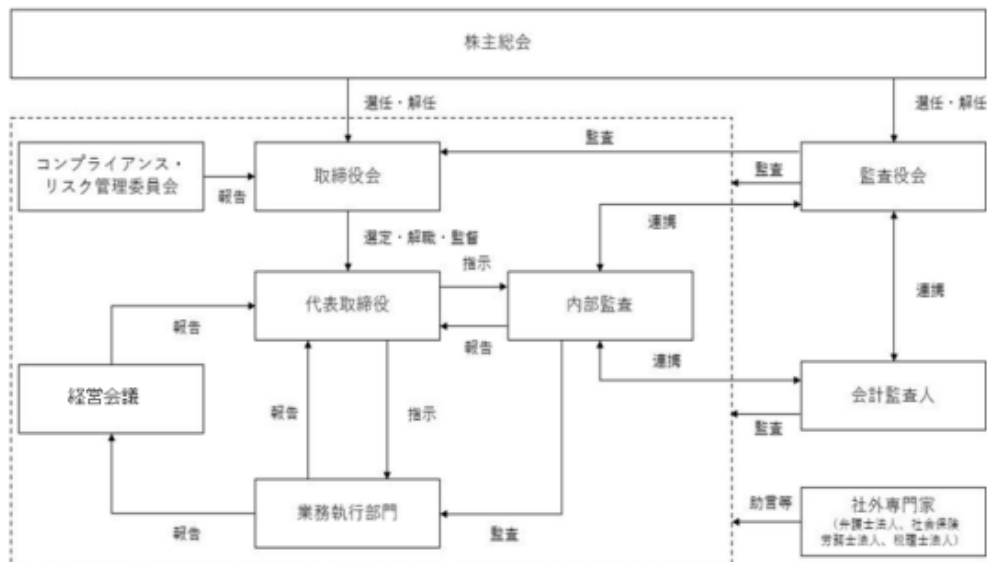 株主総会
選任・解任
選任・解任
コンプライアンス・
リスク管理委員会
報告
取締役会
監査
監査
監査役会
選定・解職・監督
連携
代表取締役
指示
報告
内部監査
連携
報告
経営会議
報告
指示
連携
会計監査人
監査
業務執行部門
報告
監査
助言等
社外専門家
(弁護士法人、社会保険
労務士法人、税理士法人)